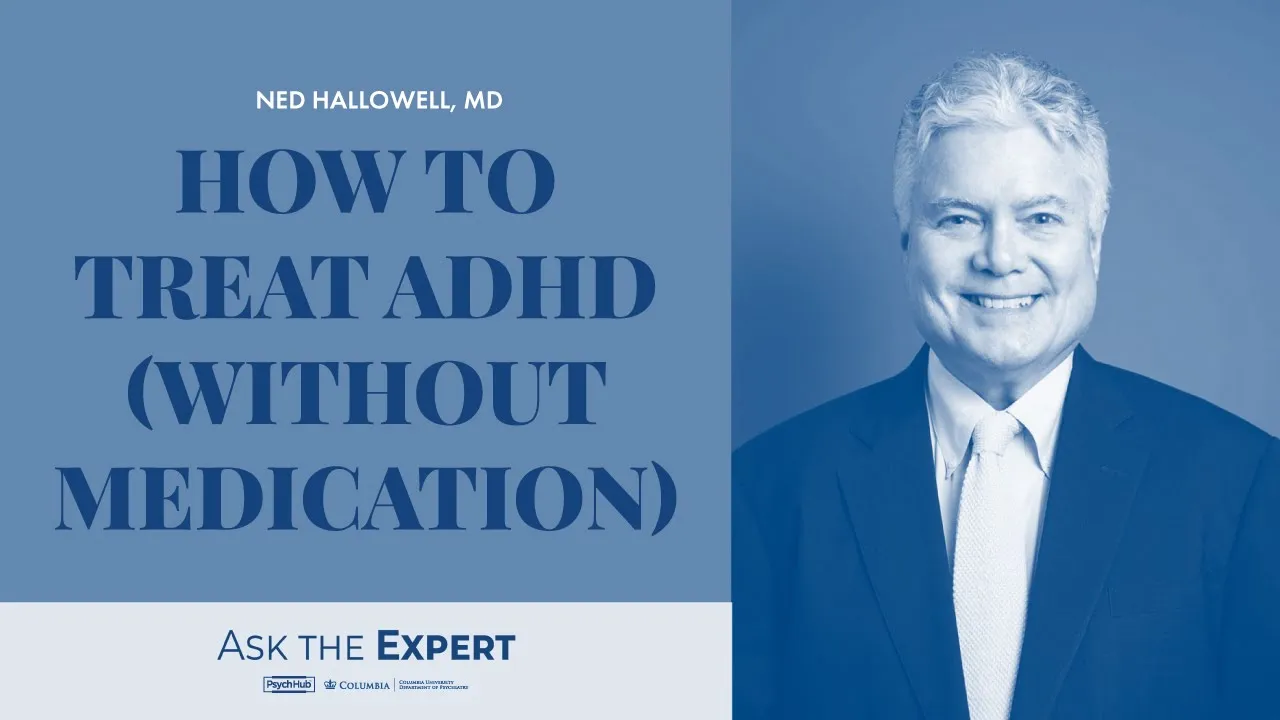 NED HALLOWELL, MD
HOW TO
TREAT ADHD
(WITHOUT
MEDICATION)
ASK THE EXPERT
PsychHub
COLUMBIA
COLUMBIA UNIVERSITY
DEPARTMENT OF PSYCHIATRY